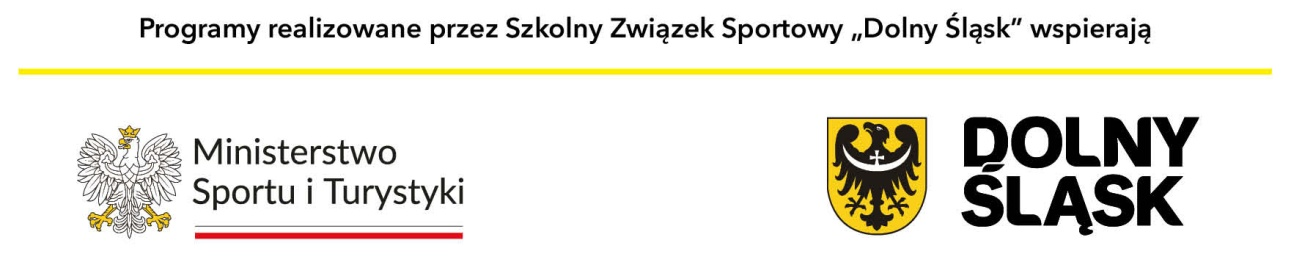 Programy realizowane przez Szkolny Związek Sportowy „Dolny Śląsk” wspierają
Ministerstwo
Sportu i Turystyki
DOLNY
ŚLĄSK